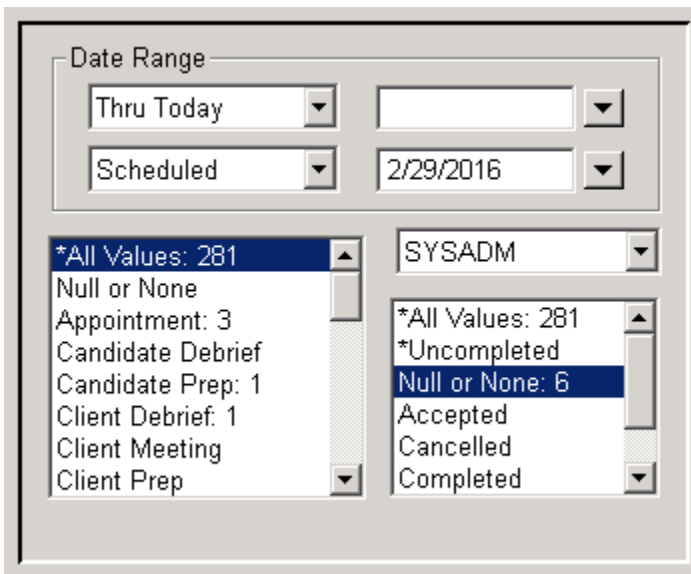 Date Range
Thru Today
Scheduled
2/29/2016
*All Values: 281
Null or None
Appointment: 3
Candidate Debrief
Candidate Prep: 1
Client Debrief: 1
Client Meeting
Client Prep
SYSADM
*All Values: 281
*Uncompleted
Null or None: 6
Accepted
Cancelled
Completed